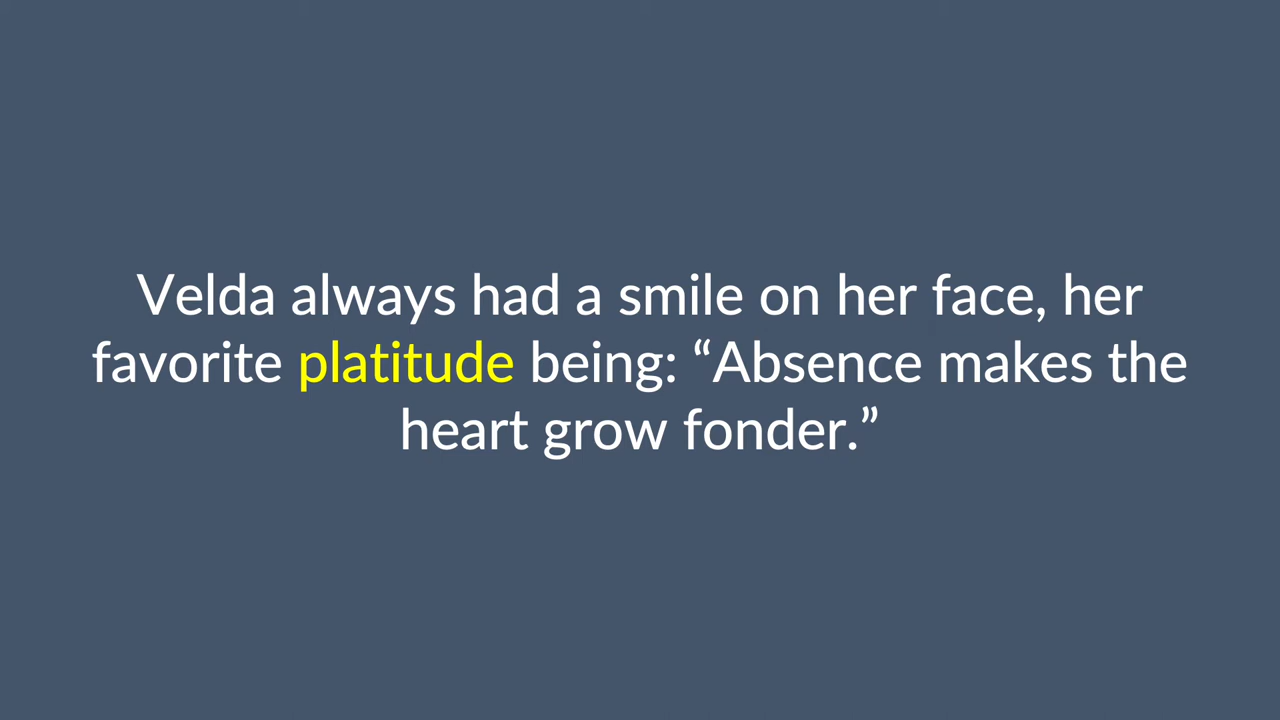 Velda always had a smile on her face, her
favorite platitude being: “Absence makes the
heart grow fonder.”